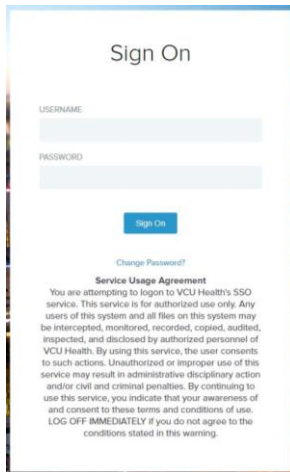 Sign On
USERNAME
PASSWORD
Sign On
Change Password?
Service Usage Agreement
You are attempting to logon to VCU Health's SSO
service. This service is for authorized use only. Any
users of this system and all files on this system may
be intercepted, monitored, recorded, copied, audited,
inspected, and disclosed by authorized personnel of
VCU Health. By using this service, the user consents
to such actions. Unauthorized or improper use of this
service may result in administrative disciplinary action
and/or civil and criminal penalties. By continuing to
use this service, you indicate that your awareness of
and consent to these terms and conditions of use.
LOG OFF IMMEDIATELY if you do not agree to the
conditions stated in this warning.